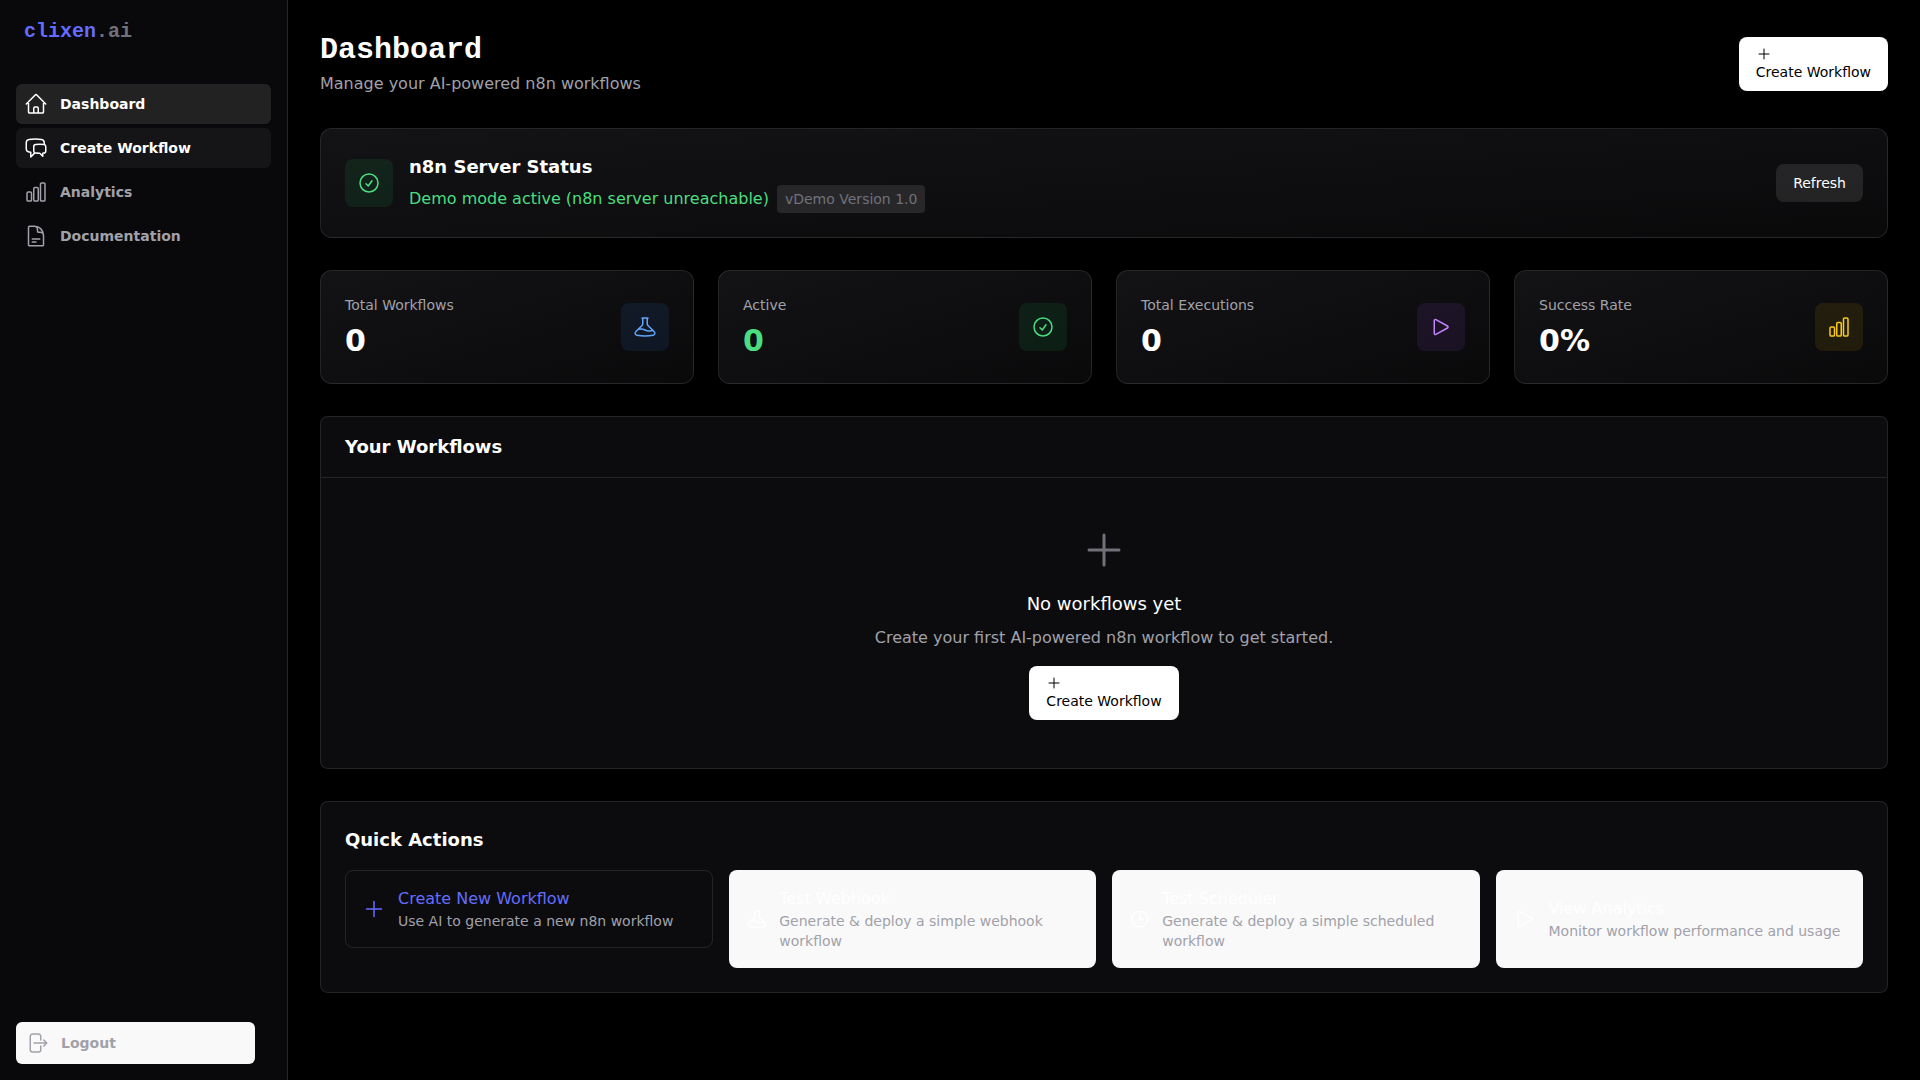 clixen.ai
Dashboard
Create Workflow
Analytics
Documentation
Logout
Dashboard
Manage your AI-powered n8n workflows
Create Workflow
n8n Server Status
Demo mode active (n8n server unreachable) vDemo Version 1.0
Refresh
Total Workflows
0
Active
0
Total Executions
0
Success Rate
0%
Your Workflows
No workflows yet
Create your first AI-powered n8n workflow to get started.
Create Workflow
Quick Actions
Create New Workflow
Use AI to generate a new n8n workflow
Test Webhook
Generate & deploy a simple webhook
workflow
Test Scheduler
Generate & deploy a simple scheduled
workflow
View Analytics
Monitor workflow performance and usage